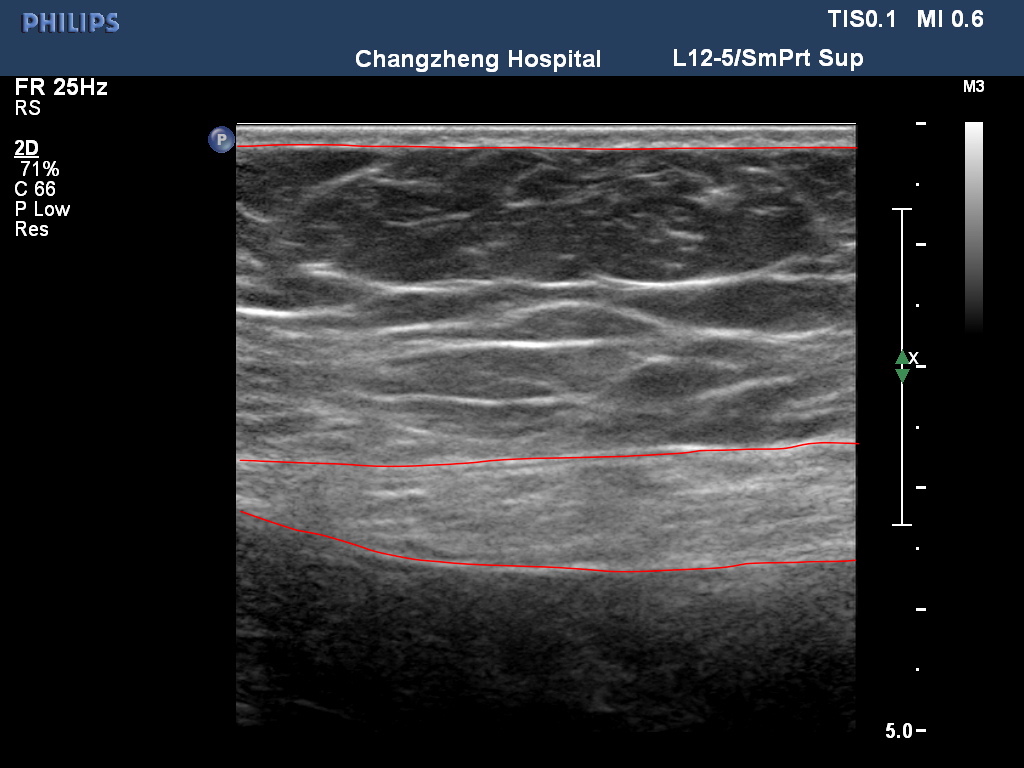 PHILIPS
TIS0.1 MI 0.6
Changzheng Hospital
L12-5/SmPrt Sup
FR 25Hz
RS
M3
P
2D
71%
C 66
P Low
Res
X
5.0